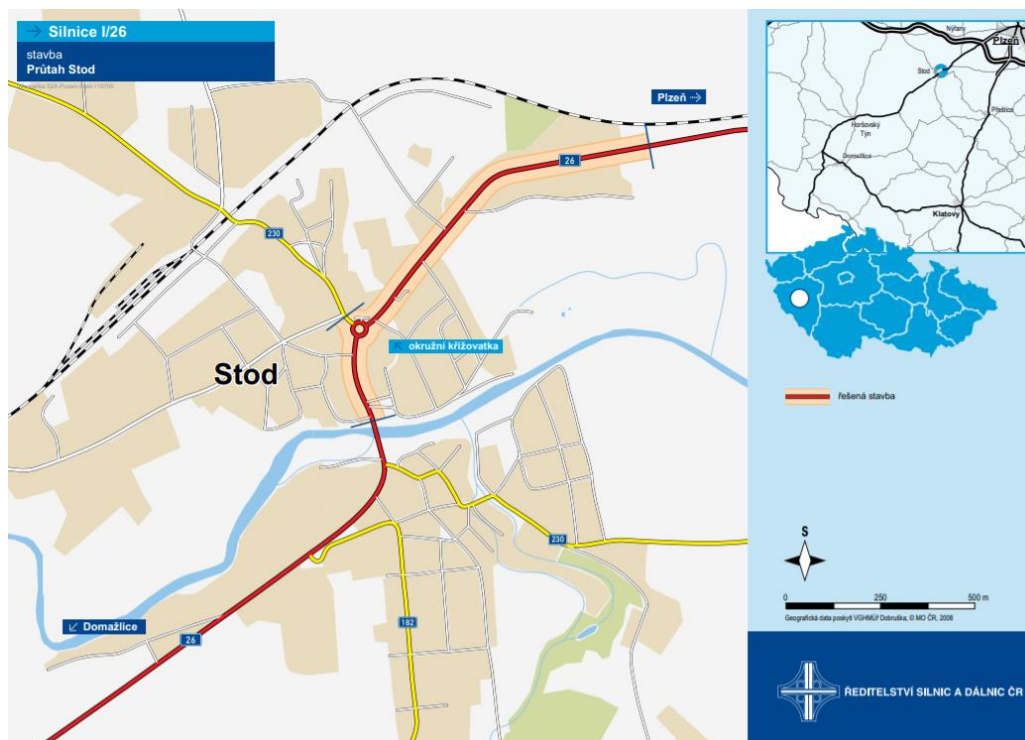 Silnice I/26
stavba
Průtah Stod
Plzeň
26
230
okružní křižovatka
Stod
230
Domažlice
26
182
Nýřany
Plzeň
Stod
Přeštice
Horšovský
Týn
Domažlice
Klatovy
řešená stavba
S
0 250 500 m
Geografická data poskytl VGHMÚř Dobruška, © MO ČR, 2008
ŘEDITELSTVÍ SILNIC A DÁLNIC ČR